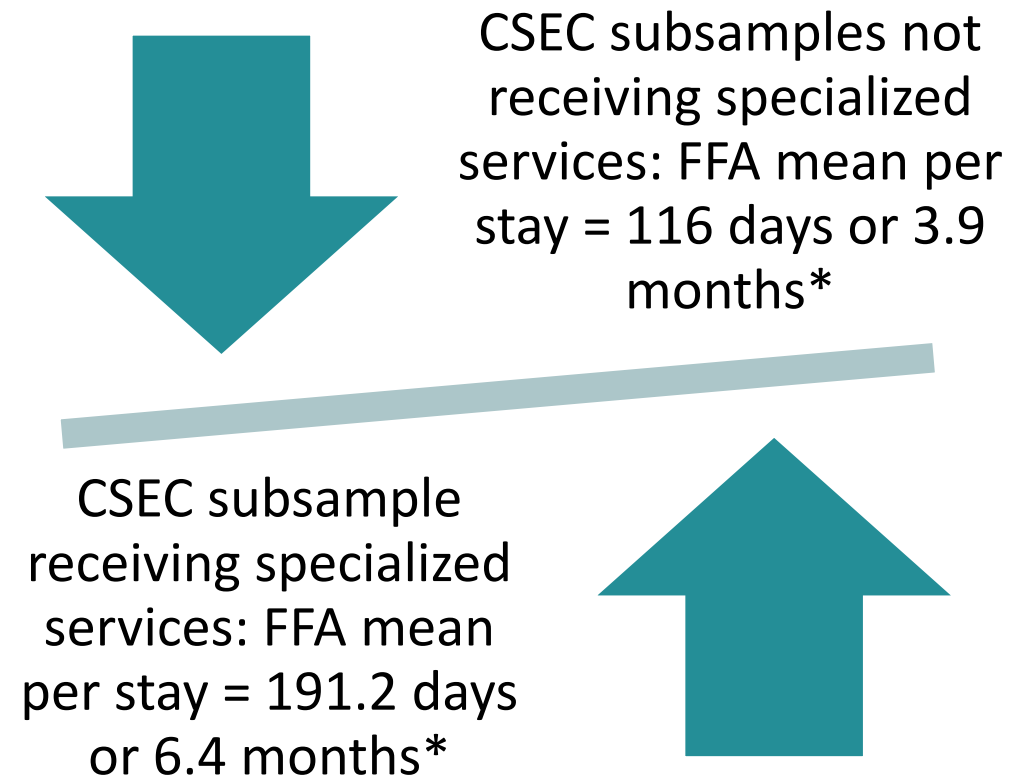 CSEC subsamples not
receiving specialized
services: FFA mean per
stay = 116 days or 3.9
months*
CSEC subsample
receiving specialized
services: FFA mean
per stay = 191.2 days
or 6.4 months*